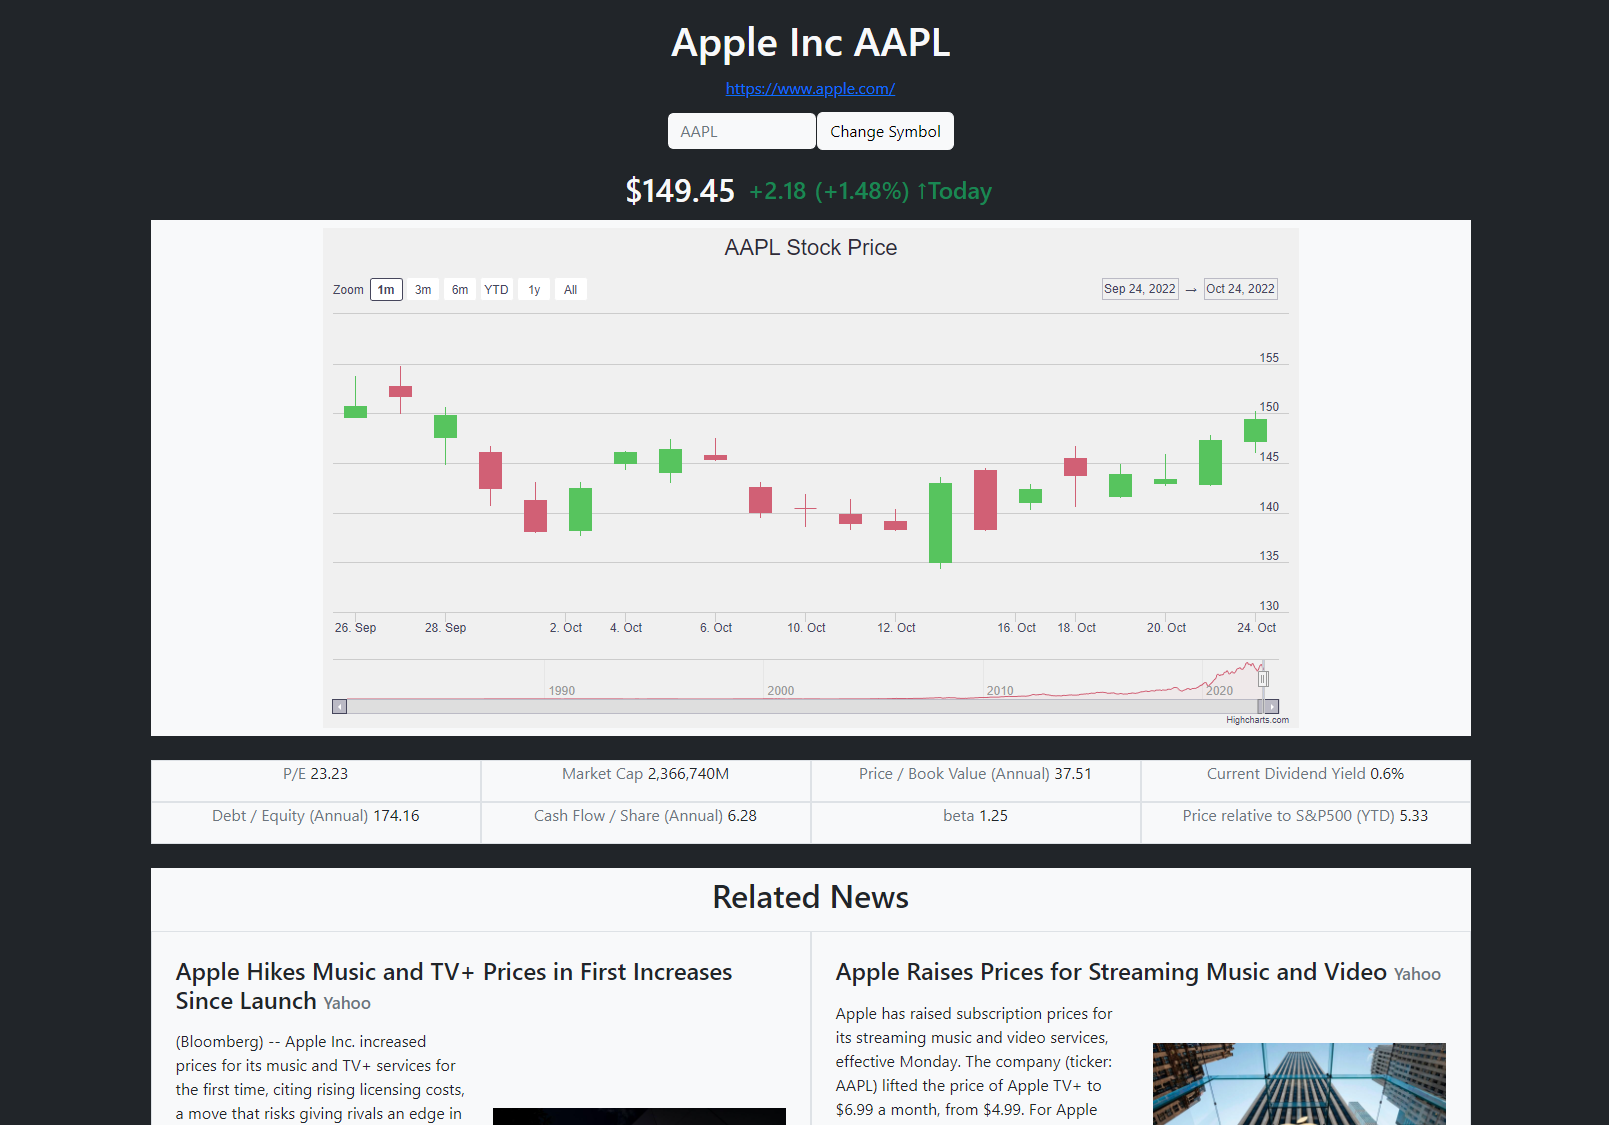 Apple Inc AAPL
https://www.apple.com/
AAPL Change Symbol
$149.45 +2.18 (+1.48%) ↑Today
AAPL Stock Price
Zoom 1m 3m 6m YTD 1y All Sep 24, 2022 → Oct 24, 2022
155
150
145
140
135
130
26. Sep 28. Sep 2. Oct 4. Oct 6. Oct 10. Oct 12. Oct 16. Oct 18. Oct 20. Oct 24. Oct
1990 2000 2010 2020
Highcharts.com
P/E 23.23 Market Cap 2,366,740M Price / Book Value (Annual) 37.51 Current Dividend Yield 0.6%
Debt / Equity (Annual) 174.16 Cash Flow / Share (Annual) 6.28 beta 1.25 Price relative to S&P500 (YTD) 5.33
Related News
Apple Hikes Music and TV+ Prices in First Increases
Since Launch Yahoo
(Bloomberg) -- Apple Inc. increased
prices for its music and TV+ services for
the first time, citing rising licensing costs,
a move that risks giving rivals an edge in
Apple Raises Prices for Streaming Music and Video Yahoo
Apple has raised subscription prices for
its streaming music and video services,
effective Monday. The company (ticker:
AAPL) lifted the price of Apple TV+ to
$6.99 a month, from $4.99. For Apple